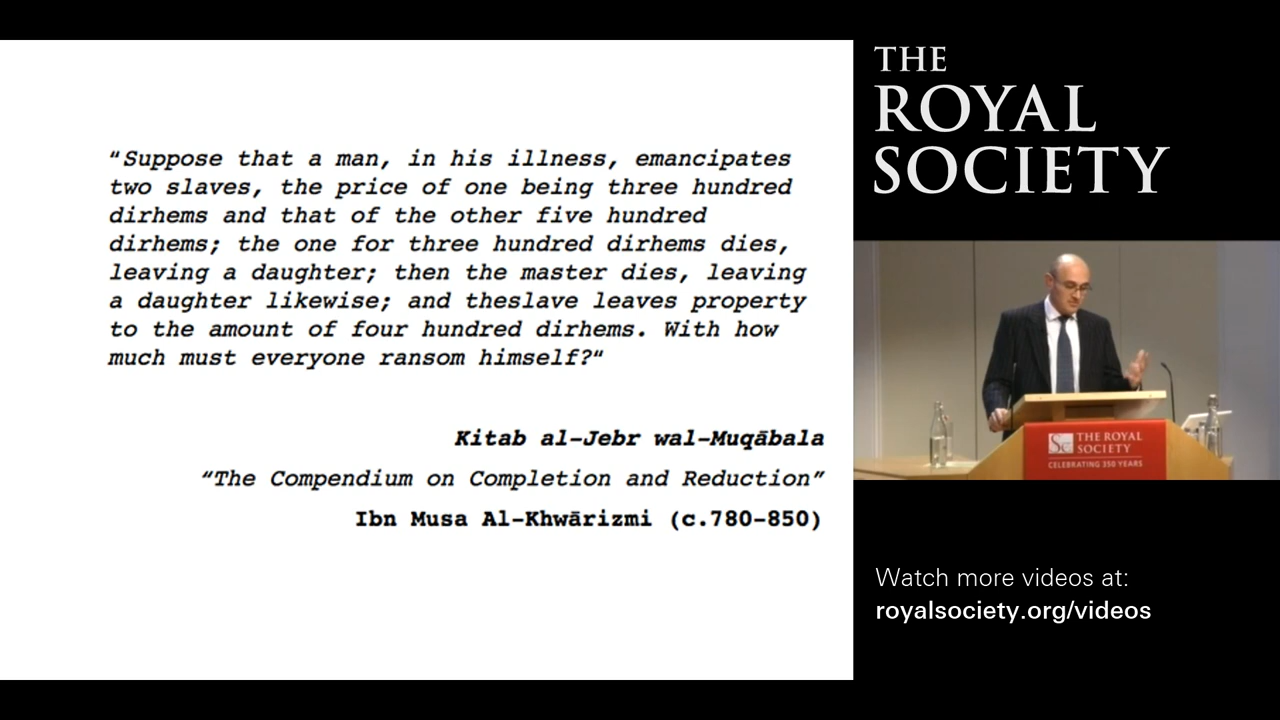 "Suppose that a man, in his illness, emancipates
two slaves, the price of one being three hundred
dirhems and that of the other five hundred
dirhems; the one for three hundred dirhems dies,
leaving a daughter; then the master dies, leaving
a daughter likewise; and theslave leaves property
to the amount of four hundred dirhems. With how
much must everyone ransom himself?"
Kitab al-Jebr wal-Muqābala
"The Compendium on Completion and Reduction"
Ibn Musa Al-Khwārizmi (c.780-850)
THE
ROYAL
SOCIETY
THE ROYAL
SOCIETY
CELEBRATING 350 YEARS
Watch more videos at:
royalsociety.org/videos